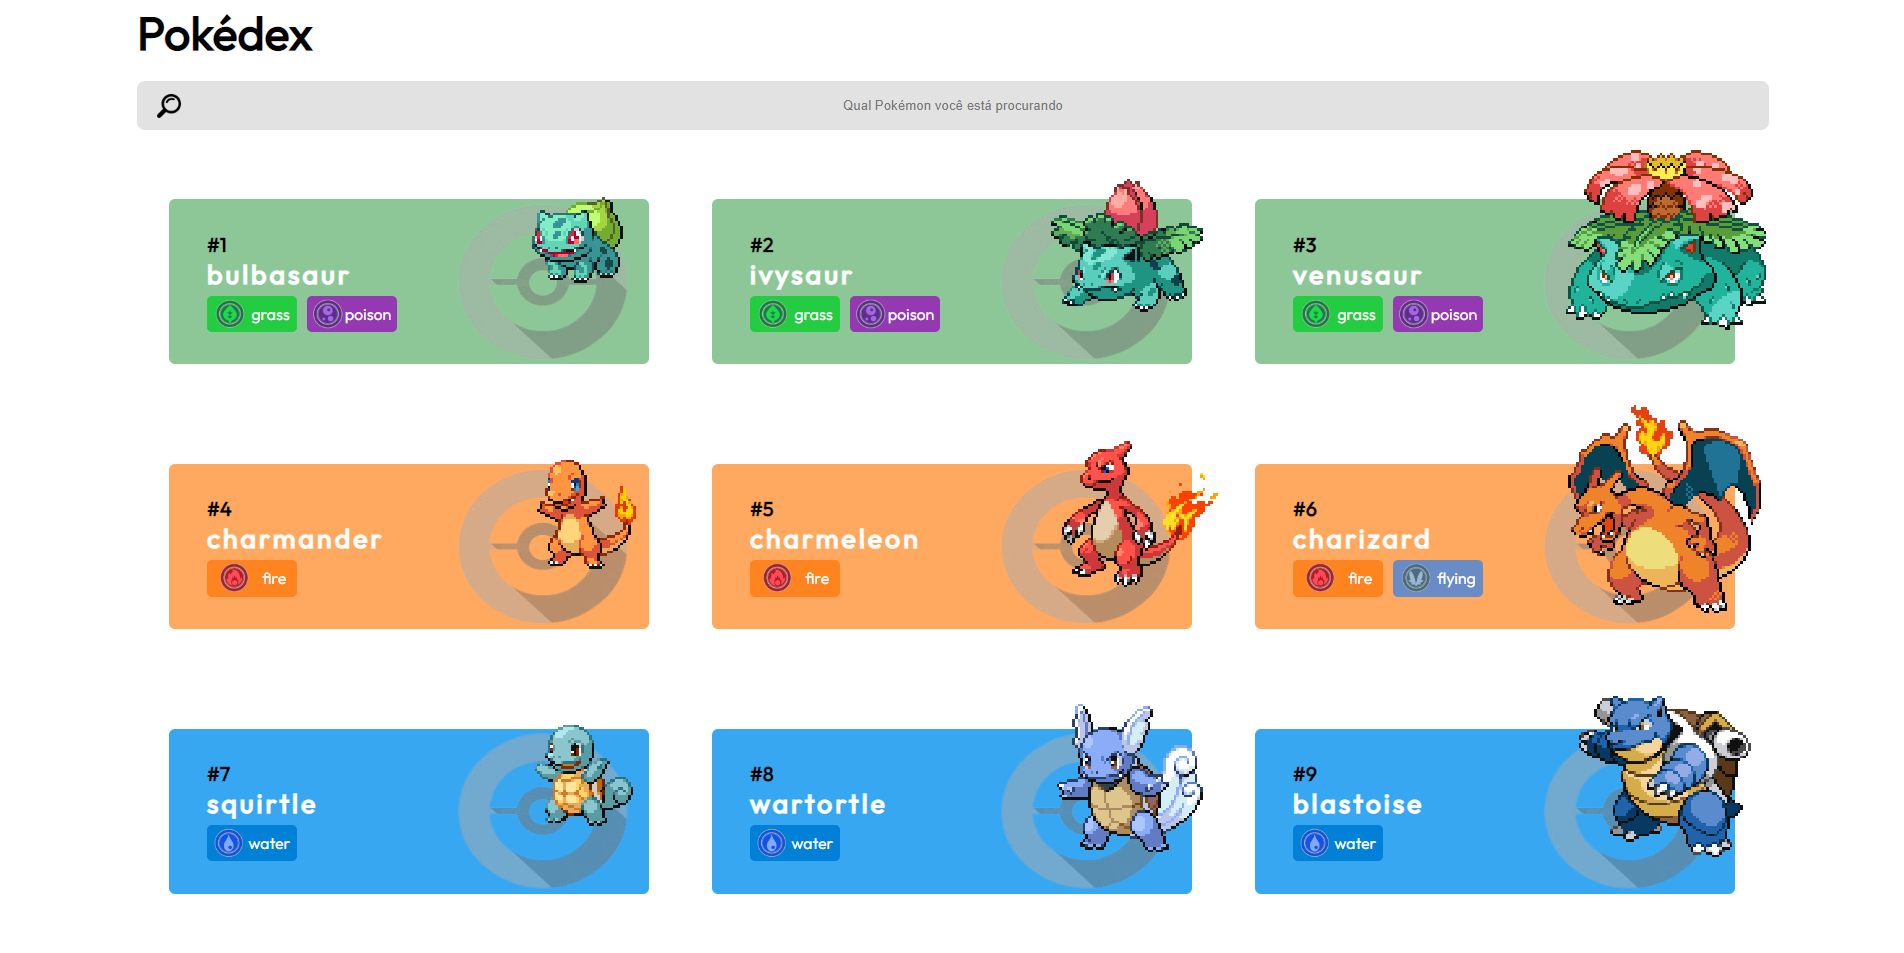 Pokédex
Qual Pokémon você está procurando
#1
bulbasaur
grass poison
#2
ivysaur
grass poison
#3
venusaur
grass poison
#4
charmander
fire
#5
charmeleon
fire
#6
charizard
fire flying
#7
squirtle
water
#8
wartortle
water
#9
blastoise
water